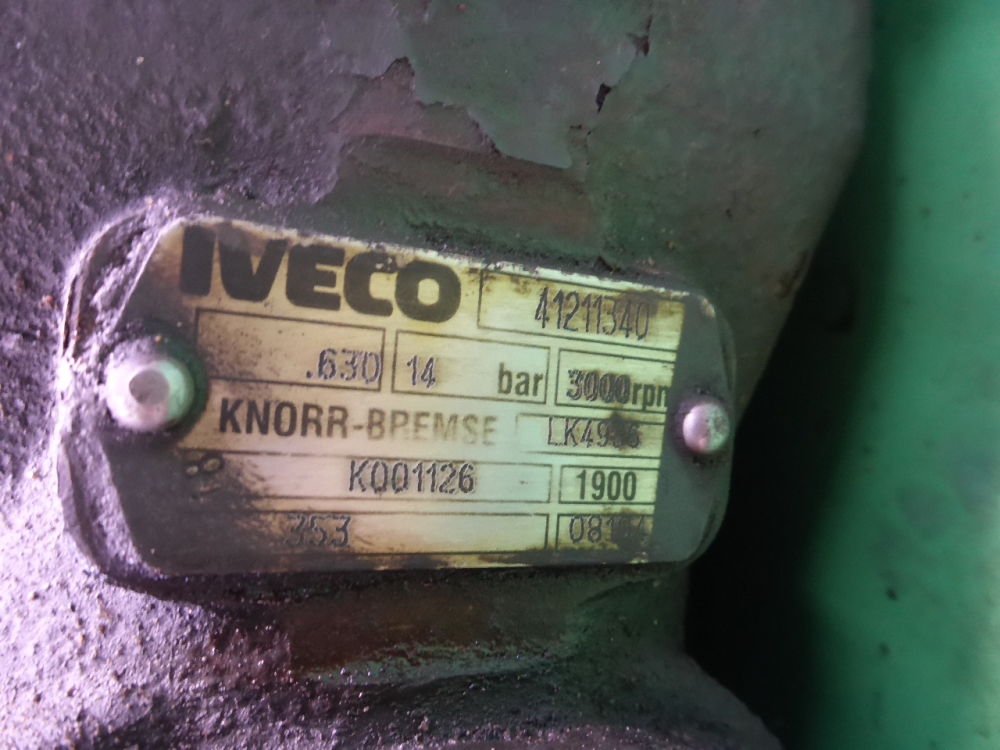 IVECO 41211340
.630 14 bar 3000rpm
KNORR-BREMSE
K001126 1900
353